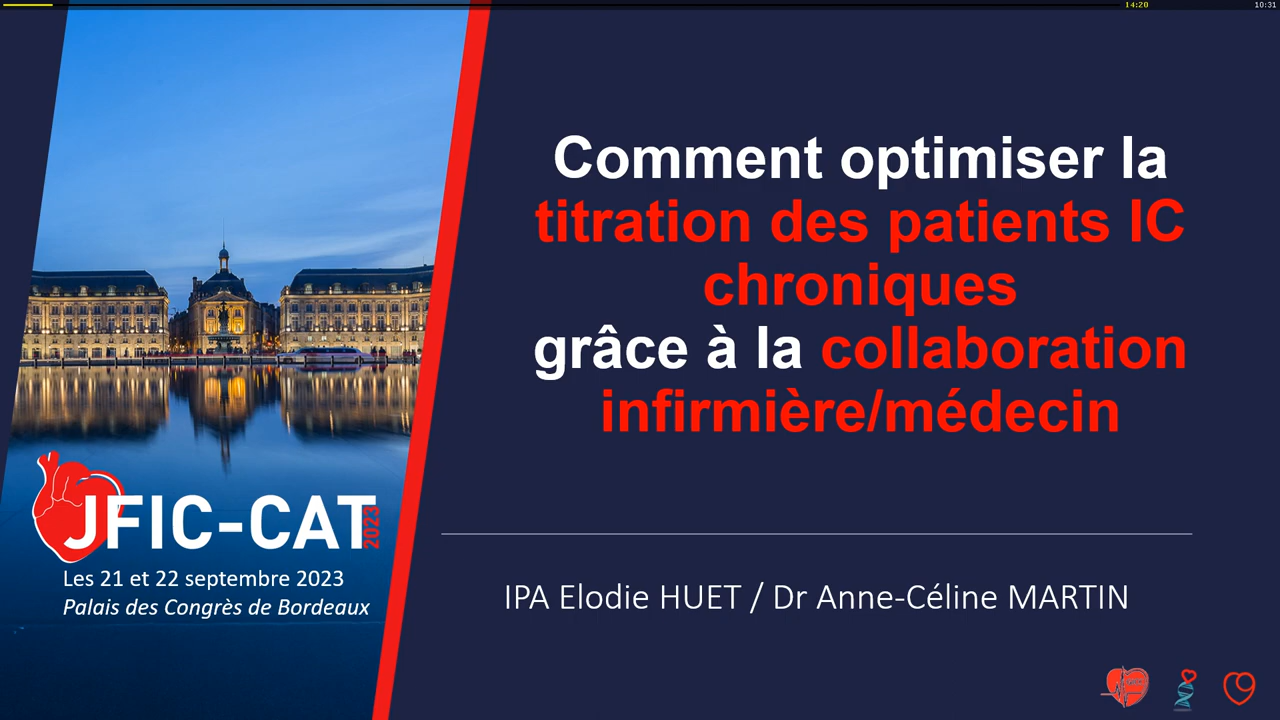 14:20
10:31
Comment optimiser la
titration des patients IC
chroniques
grâce à la collaboration
infirmière/médecin
JFIC-CAT
2023
Les 21 et 22 septembre 2023
Palais des Congrès de Bordeaux
IPA Elodie HUET / Dr Anne-Céline MARTIN